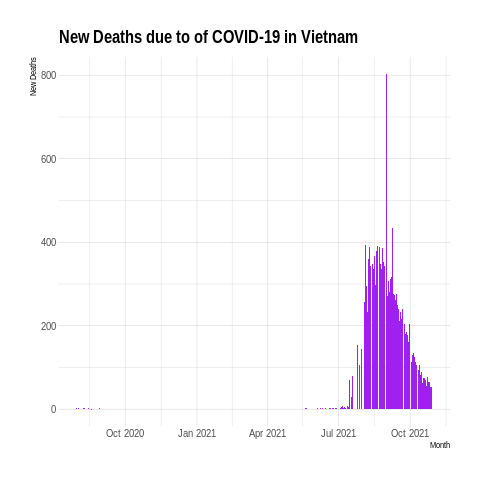 New Deaths due to of COVID-19 in Vietnam
New Deaths
800
600
400
200
0
Oct 2020 Jan 2021 Apr 2021 Jul 2021 Oct 2021
Month